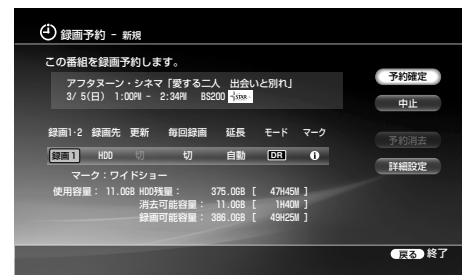 録画予約 - 新規
この番組を録画予約します。
アフタヌーン・シネマ「愛する二人　出会いと別れ」
3/ 5(日) 1:00PM - 2:34PM BS200 STAR
予約確定
中止
予約消去
詳細設定
録画1・2 録画先 更新 毎回録画 延長 モード マーク
録画1 HDD 切 切 自動 DR
マーク：ワイドショー
使用容量： 11.0GB HDD残量： 375.0GB [ 47H45M ]
消去可能容量： 11.0GB [ 1H40M ]
録画可能容量： 386.0GB [ 49H25M ]
戻る 終了